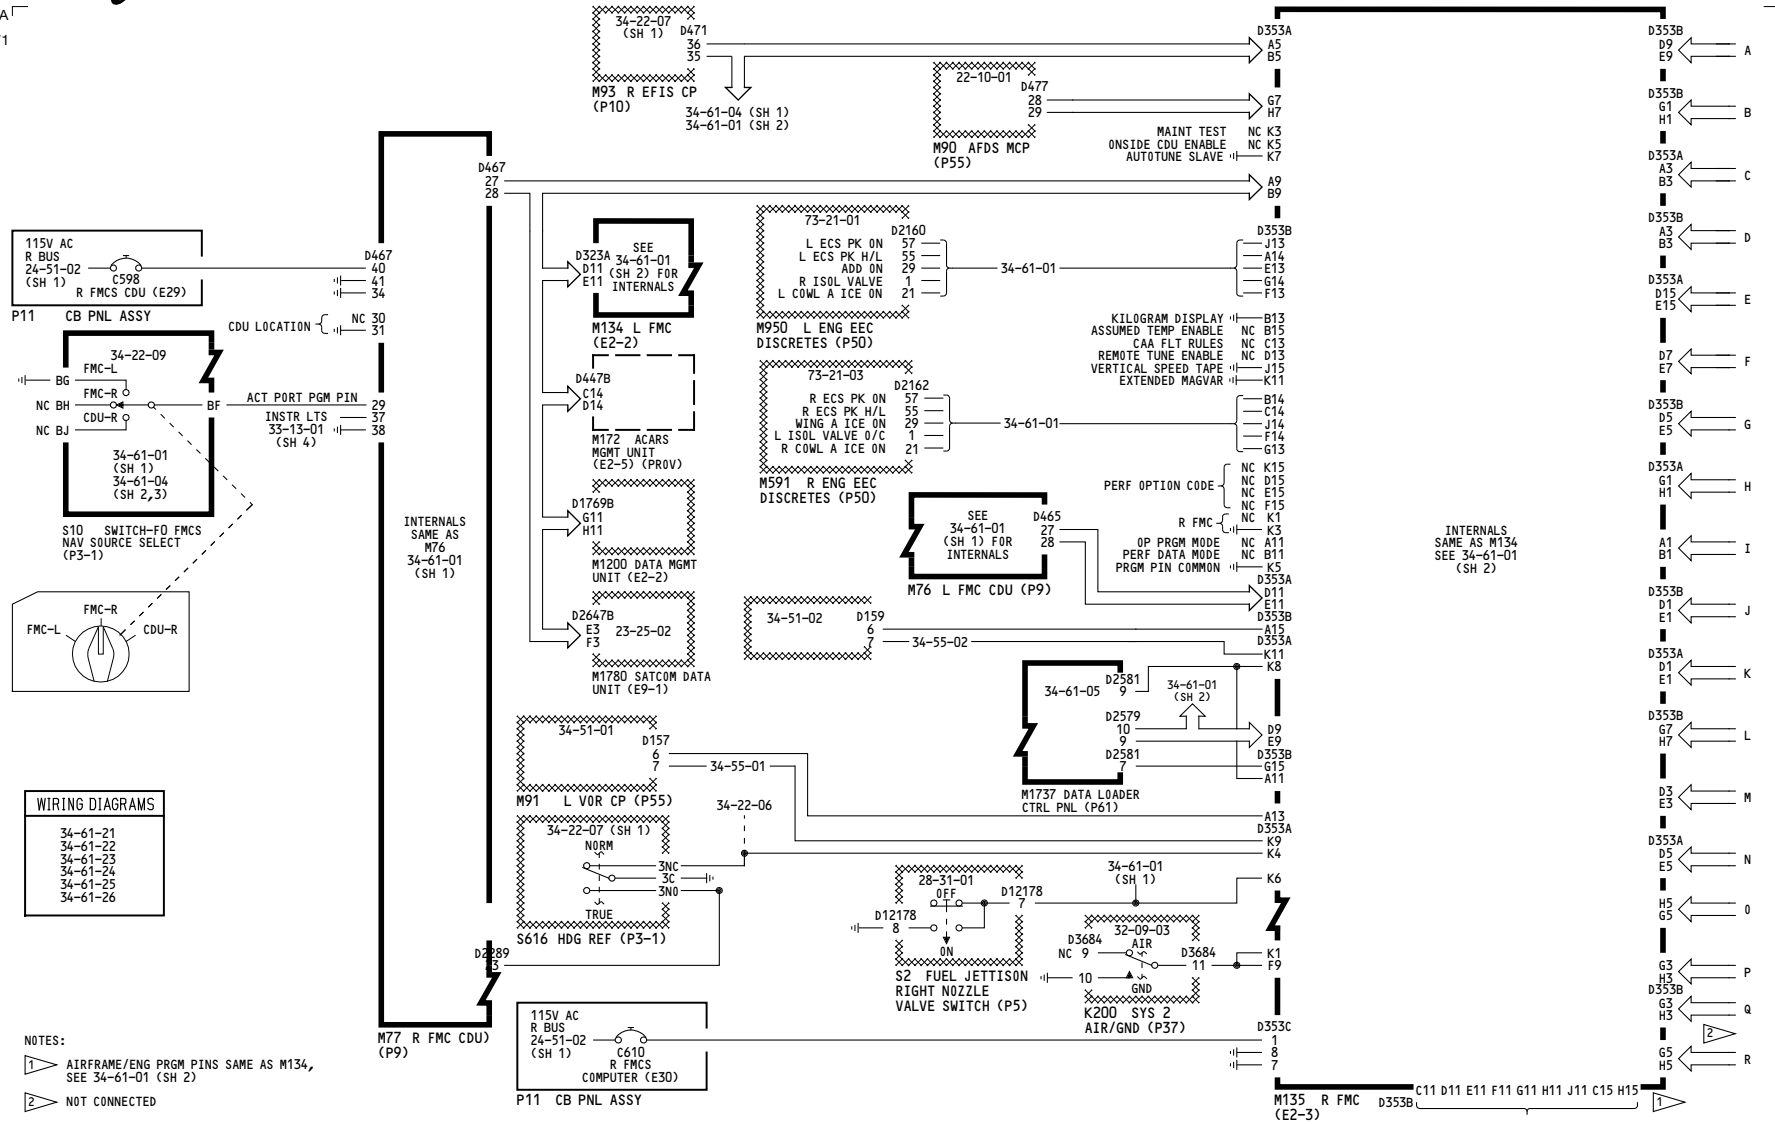 A
/1
34-22-07
(SH 1)
D471
36
35
M93 R EFIS CP
(P10)
34-61-04 (SH 1)
34-61-01 (SH 2)
22-10-01
D477
28
29
M90 AFDS MCP
(P55)
D353A
A5
B5
G7
H7
MAINT TEST NC K3
ONSIDE CDU ENABLE NC K5
AUTOTUNE SLAVE K7
A9
B9
D467
27
28
115V AC
R BUS
24-51-02
(SH 1)
C598
R FMCS CDU (E29)
P11 CB PNL ASSY
D467
40
41
34
CDU LOCATION
NC 30
31
34-22-09
FMC-L
BG
FMC-R
NC BH
CDU-R
NC BJ
BF
ACT PORT PGM PIN 29
INSTR LTS 37
33-13-01 38
(SH 4)
34-61-01
(SH 1)
34-61-04
(SH 2,3)
S10 SWITCH-FO FMCS
NAV SOURCE SELECT
(P3-1)
FMC-R
FMC-L
CDU-R
INTERNALS
SAME AS
M76
34-61-01
(SH 1)
D2289
23
M77 R FMC CDU)
(P9)
D323A
D11
E11
SEE
34-61-01
(SH 2) FOR
INTERNALS
M134 L FMC
(E2-2)
D447B
C14
D14
M172 ACARS
MGMT UNIT
(E2-5) (PROV)
D1769B
G11
H11
M1200 DATA MGMT
UNIT (E2-2)
D2647B
E3
F3
23-25-02
M1780 SATCOM DATA
UNIT (E9-1)
73-21-01
D2160
L ECS PK ON 57
L ECS PK H/L 55
ADD ON 29
R ISOL VALVE 1
L COWL A ICE ON 21
34-61-01
M950 L ENG EEC
DISCRETES (P50)
D353B
J13
A14
E13
G14
F13
KILOGRAM DISPLAY B13
ASSUMED TEMP ENABLE NC B15
CAA FLT RULES NC C13
REMOTE TUNE ENABLE NC D13
VERTICAL SPEED TAPE J15
EXTENDED MAGVAR K11
73-21-03
D2162
R ECS PK ON 57
R ECS PK H/L 55
WING A ICE ON 29
L ISOL VALVE O/C 1
R COWL A ICE ON 21
34-61-01
M591 R ENG EEC
DISCRETES (P50)
B14
C14
J14
F14
G13
PERF OPTION CODE
NC K15
NC D15
NC E15
NC F15
R FMC
NC K1
K3
OP PRGM MODE NC A11
PERF DATA MODE NC B11
PRGM PIN COMMON K5
SEE
34-61-01
(SH 1) FOR
INTERNALS
D465
27
28
M76 L FMC CDU (P9)
D353A
D11
E11
D353B
A15
D353A
K11
K8
34-51-02
D159
6
7
34-55-02
34-61-05
D2581
9
D2579
10
9
D2581
7
34-61-01
(SH 2)
M1737 DATA LOADER
CTRL PNL (P61)
D9
E9
D353B
G15
A11
34-51-01
D157
6
7
34-55-01
M91 L VOR CP (P55)
34-22-06
34-22-07 (SH 1)
NORM
3NC
3C
3NO
TRUE
S616 HDG REF (P3-1)
A13
D353A
K9
K4
K6
28-31-01
OFF
D12178
7
D12178
8
ON
S2 FUEL JETTISON
RIGHT NOZZLE
VALVE SWITCH (P5)
34-61-01
(SH 1)
32-09-03
D3684
NC 9
AIR
D3684
11
10
GND
K200 SYS 2
AIR/GND (P37)
K1
F9
115V AC
R BUS
24-51-02
(SH 1)
C610
R FMCS
COMPUTER (E30)
P11 CB PNL ASSY
D353C
1
8
7
M135 R FMC
(E2-3)
INTERNALS
SAME AS M134
SEE 34-61-01
(SH 2)
D353B C11 D11 E11 F11 G11 H11 J11 C15 H15
1
D353B
D9
E9
A
D353B
G1
H1
B
D353A
A3
B3
C
D353B
A3
B3
D
D353A
D15
E15
E
D7
E7
F
D353B
D5
E5
G
D353A
G1
H1
H
A1
B1
I
D353B
D1
E1
J
D353A
D1
E1
K
D353B
G7
H7
L
D3
E3
M
D353A
D5
E5
N
H5
G5
O
G3
H3
P
D353B
G3
H3
Q
2
G5
H5
R
WIRING DIAGRAMS
34-61-21
34-61-22
34-61-23
34-61-24
34-61-25
34-61-26
NOTES:
1 AIRFRAME/ENG PRGM PINS SAME AS M134,
SEE 34-61-01 (SH 2)
2 NOT CONNECTED